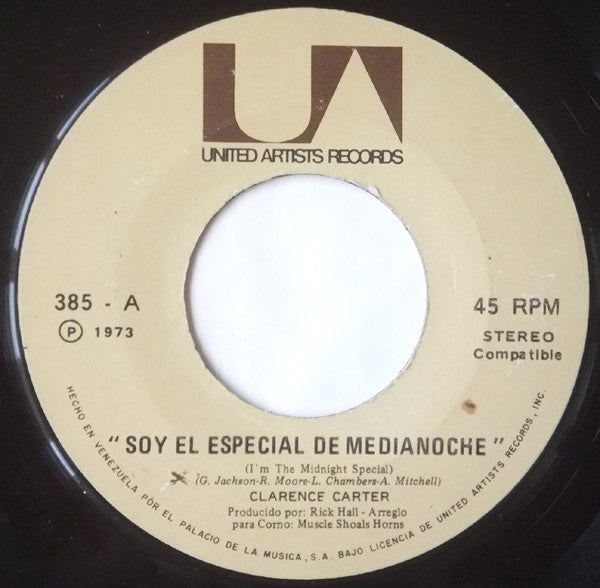 UA
UNITED ARTISTS RECORDS
385 - A
℗ 1973
45 RPM
STEREO
Compatible
"SOY EL ESPECIAL DE MEDIANOCHE"
(I'm The Midnight Special)
(G. Jackson-R. Moore-L. Chambers-A. Mitchell)
CLARENCE CARTER
Producido por: Rick Hall - Arreglo
para Corno: Muscle Shoals Horns
HECHO EN VENEZUELA POR EL PALACIO DE LA MUSICA, S.A. BAJO LICENCIA DE UNITED ARTISTS RECORDS, INC.